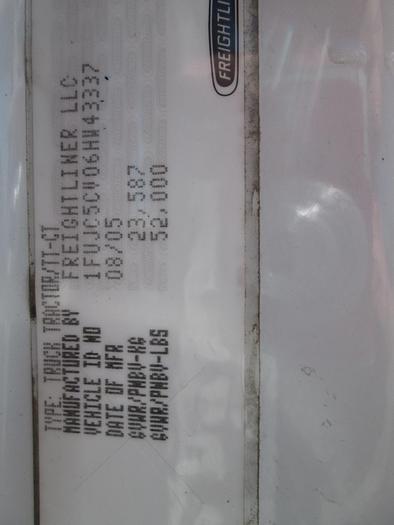 TYPE: TRUCK TRACTOR/TT-CT
MANUFACTURED BY FREIGHTLINER LLC
VEHICLE ID NO 1FUJC5CV06HW43337
DATE OF MFR 08/05
GVWR/PNBV-KG 23,587
GVWR/PNBV-LBS 52,000
FREIGHTLI